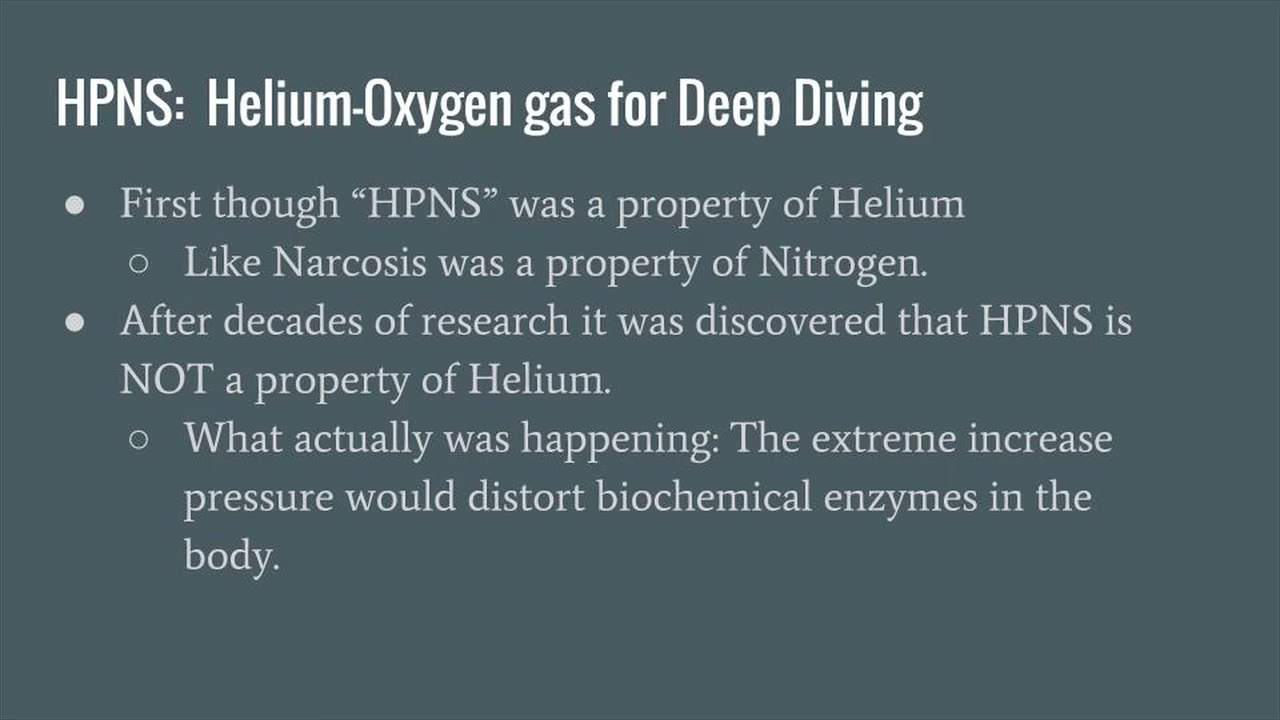 HPNS:  Helium-Oxygen gas for Deep Diving
● First though “HPNS” was a property of Helium
○ Like Narcosis was a property of Nitrogen.
● After decades of research it was discovered that HPNS is
NOT a property of Helium.
○ What actually was happening: The extreme increase
pressure would distort biochemical enzymes in the
body.